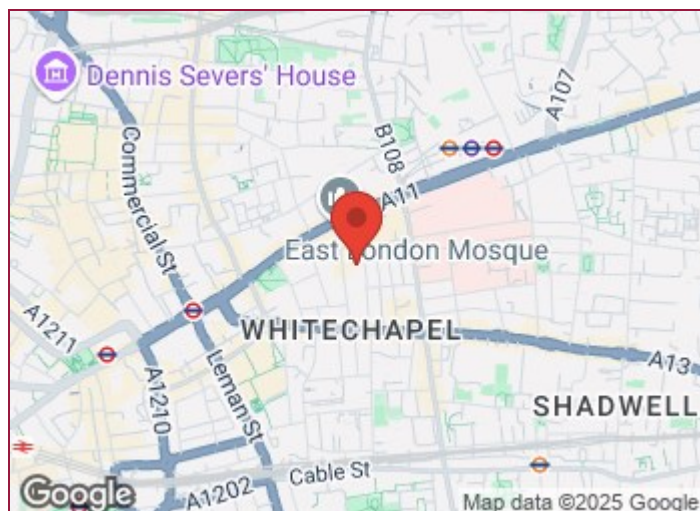 Dennis Severs' House
A107
B108
Commercial St
A11
East London Mosque
A1211
WHITECHAPEL
A13
A1210
Leman St
SHADWELL
Cable St
A1202
Google
Map data ©2025 Google